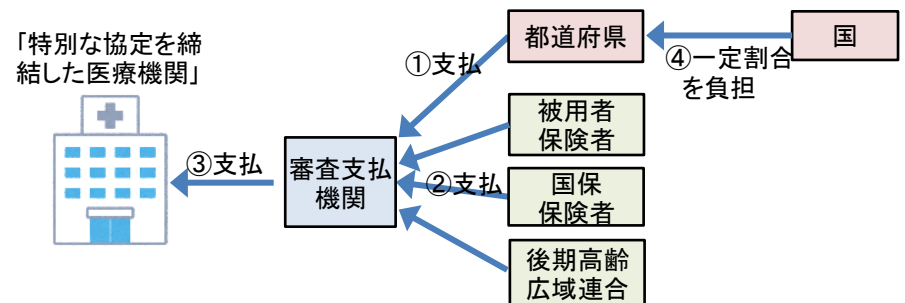 「特別な協定を締
結した医療機関」
都道府県
国
①支払
④一定割合
を負担
被用者
保険者
③支払
審査支払
機関
②支払
国保
保険者
後期高齢
広域連合